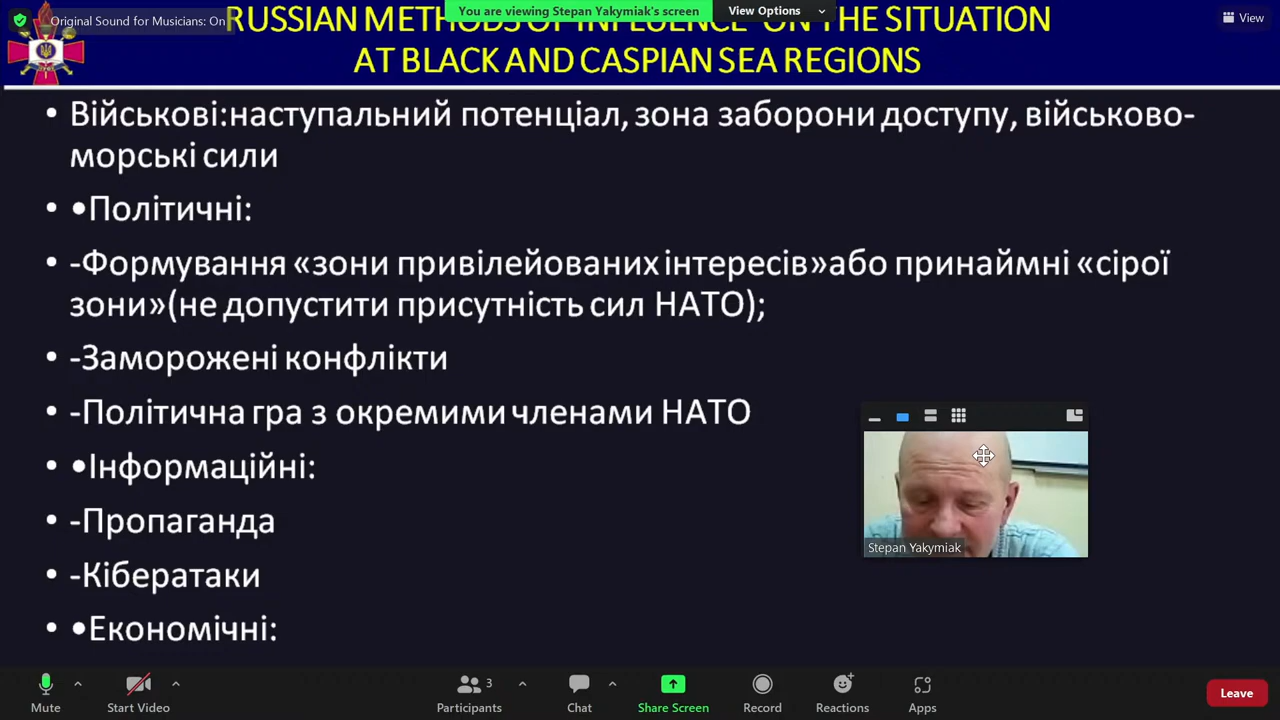 Original Sound for Musicians: On
You are viewing Stepan Yakymiak's screen
View Options
View
RUSSIAN METHODS OF INFLUENCE ON THE SITUATION
AT BLACK AND CASPIAN SEA REGIONS
• Військові:наступальний потенціал, зона заборони доступу, військово-
морські сили
• •Політичні:
• -Формування «зони привілейованих інтересів»або принаймні «сірої
зони»(не допустити присутність сил НАТО);
• -Заморожені конфлікти
• -Політична гра з окремими членами НАТО
• •Інформаційні:
• -Пропаганда
• -Кібератаки
• •Економічні:
Stepan Yakymiak
Mute
Start Video
Participants
3
Chat
Share Screen
Record
Reactions
Apps
Leave